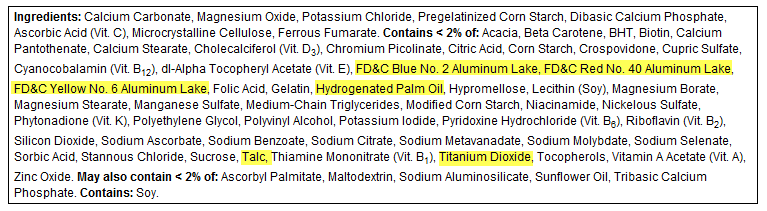 Ingredients: Calcium Carbonate, Magnesium Oxide, Potassium Chloride, Pregelatinized Corn Starch, Dibasic Calcium Phosphate,
Ascorbic Acid (Vit. C), Microcrystalline Cellulose, Ferrous Fumarate. Contains < 2% of: Acacia, Beta Carotene, BHT, Biotin, Calcium
Pantothenate, Calcium Stearate, Cholecalciferol (Vit. D3), Chromium Picolinate, Citric Acid, Corn Starch, Crospovidone, Cupric Sulfate,
Cyanocobalamin (Vit. B12), dl-Alpha Tocopheryl Acetate (Vit. E), FD&C Blue No. 2 Aluminum Lake, FD&C Red No. 40 Aluminum Lake,
FD&C Yellow No. 6 Aluminum Lake, Folic Acid, Gelatin, Hydrogenated Palm Oil, Hypromellose, Lecithin (Soy), Magnesium Borate,
Magnesium Stearate, Manganese Sulfate, Medium-Chain Triglycerides, Modified Corn Starch, Niacinamide, Nickelous Sulfate,
Phytonadione (Vit. K), Polyethylene Glycol, Polyvinyl Alcohol, Potassium Iodide, Pyridoxine Hydrochloride (Vit. B6), Riboflavin (Vit. B2),
Silicon Dioxide, Sodium Ascorbate, Sodium Benzoate, Sodium Citrate, Sodium Metavanadate, Sodium Molybdate, Sodium Selenate,
Sorbic Acid, Stannous Chloride, Sucrose, Talc, Thiamine Mononitrate (Vit. B1), Titanium Dioxide, Tocopherols, Vitamin A Acetate (Vit. A),
Zinc Oxide. May also contain < 2% of: Ascorbyl Palmitate, Maltodextrin, Sodium Aluminosilicate, Sunflower Oil, Tribasic Calcium
Phosphate. Contains: Soy.